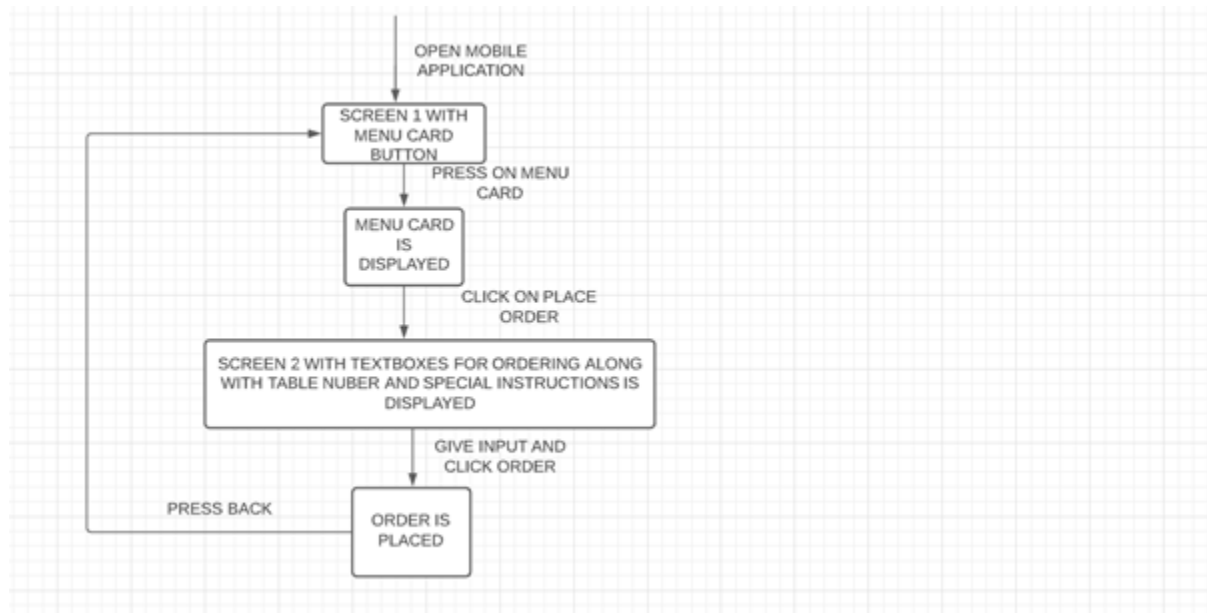 OPEN MOBILE
APPLICATION
SCREEN 1 WITH
MENU CARD
BUTTON
PRESS ON MENU
CARD
MENU CARD
IS
DISPLAYED
CLICK ON PLACE
ORDER
SCREEN 2 WITH TEXTBOXES FOR ORDERING ALONG
WITH TABLE NUBER AND SPECIAL INSTRUCTIONS IS
DISPLAYED
GIVE INPUT AND
CLICK ORDER
PRESS BACK
ORDER IS
PLACED